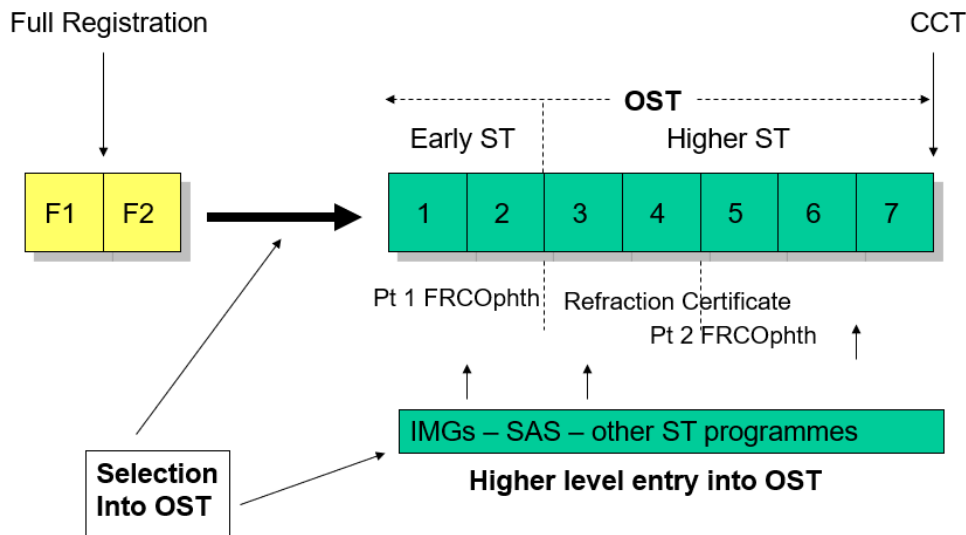 Full Registration
CCT
OST
Early ST
Higher ST
F1 F2
1 2 3 4 5 6 7
Pt 1 FRCOphth
Refraction Certificate
Pt 2 FRCOphth
IMGs – SAS – other ST programmes
Selection
Into OST
Higher level entry into OST